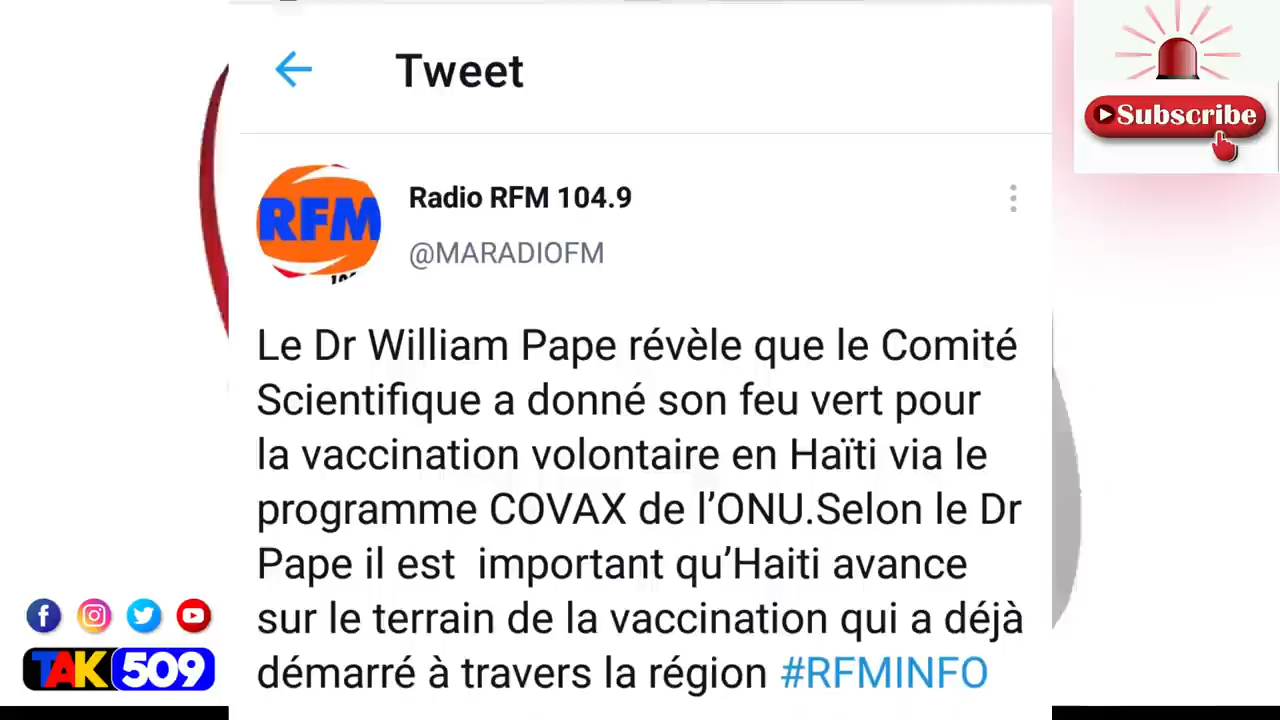 Tweet
Subscribe
RFM
Radio RFM 104.9
@MARADIOFM
Le Dr William Pape révèle que le Comité
Scientifique a donné son feu vert pour
la vaccination volontaire en Haïti via le
programme COVAX de l’ONU.Selon le Dr
Pape il est  important qu’Haiti avance
sur le terrain de la vaccination qui a déjà
démarré à travers la région #RFMINFO
TAK 509